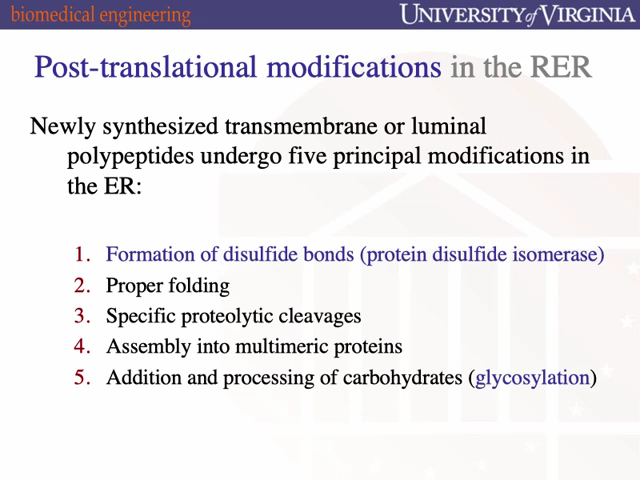 biomedical engineering
UNIVERSITY of VIRGINIA
Post-translational modifications in the RER
Newly synthesized transmembrane or luminal
polypeptides undergo five principal modifications in
the ER:
1. Formation of disulfide bonds (protein disulfide isomerase)
2. Proper folding
3. Specific proteolytic cleavages
4. Assembly into multimeric proteins
5. Addition and processing of carbohydrates (glycosylation)